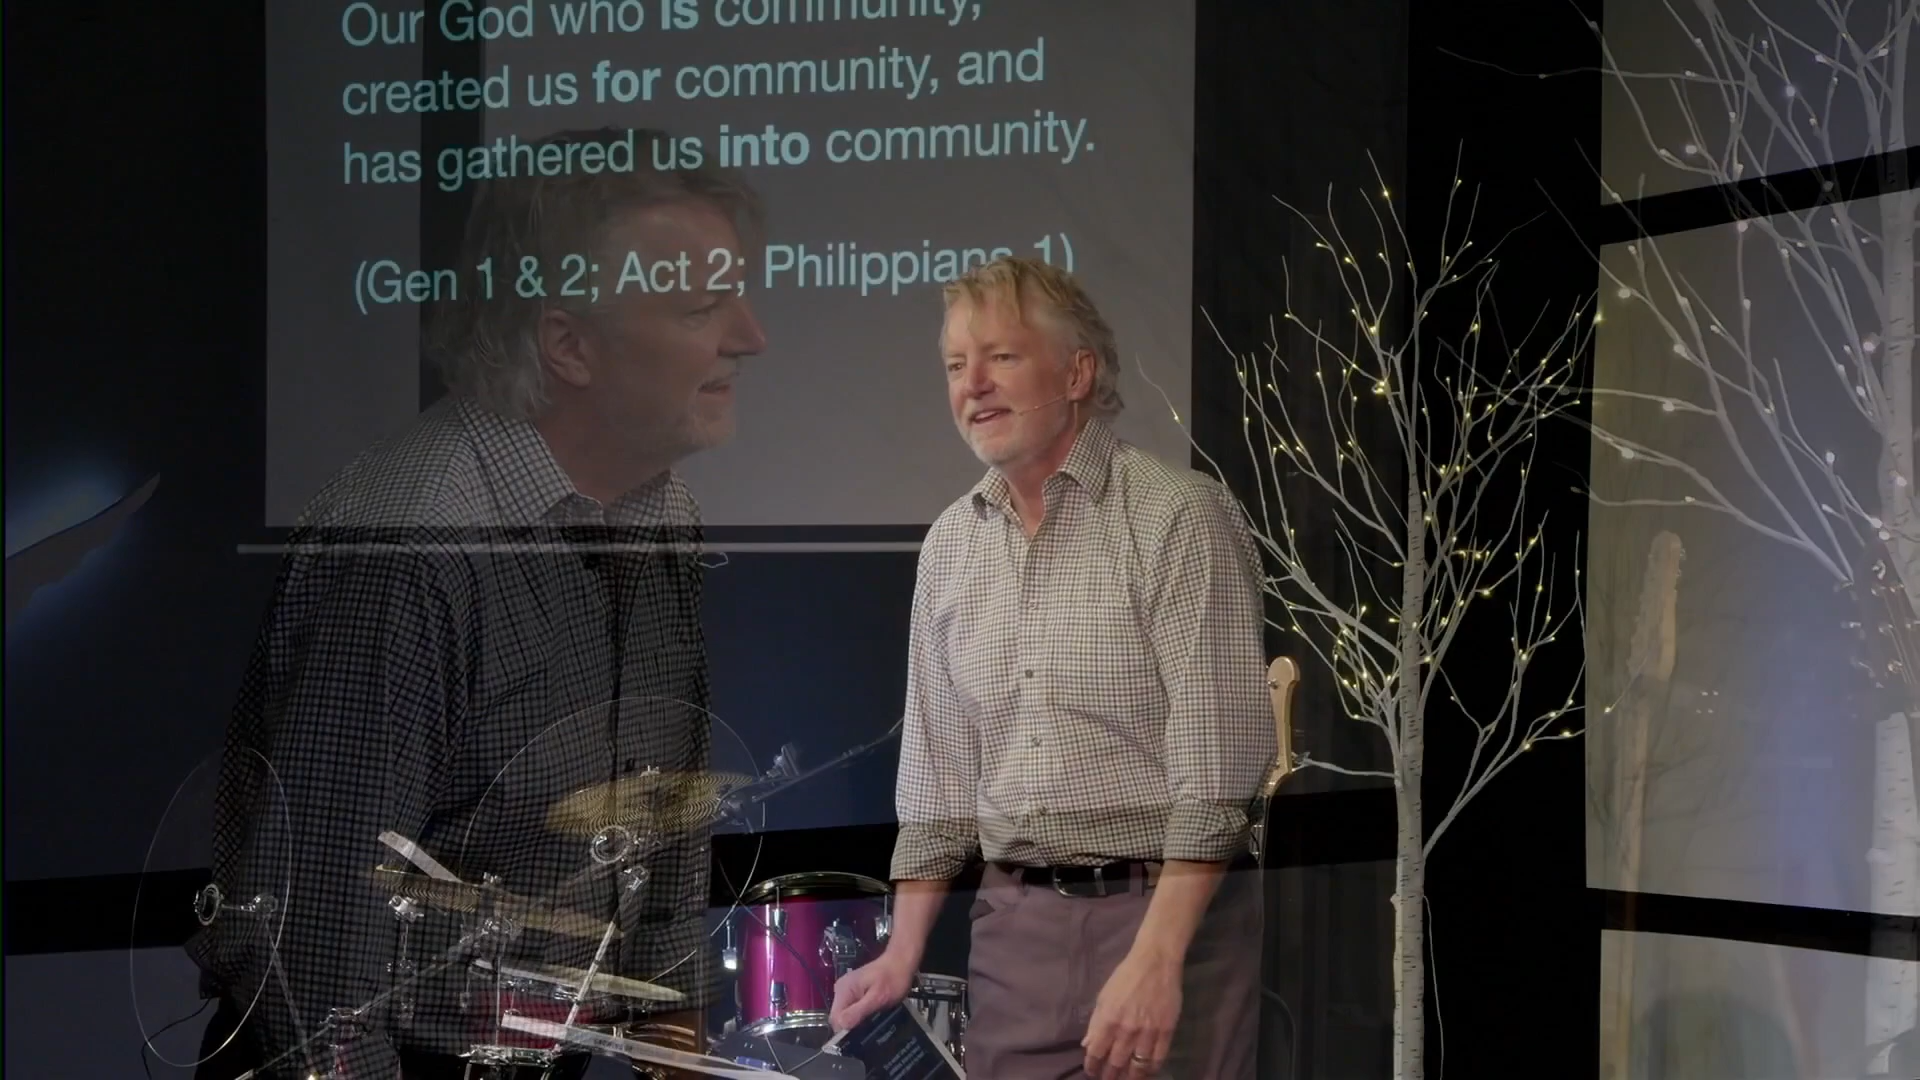 Our God who is community,
created us for community, and
has gathered us into community.
(Gen 1 & 2; Act 2; Philippians 1)